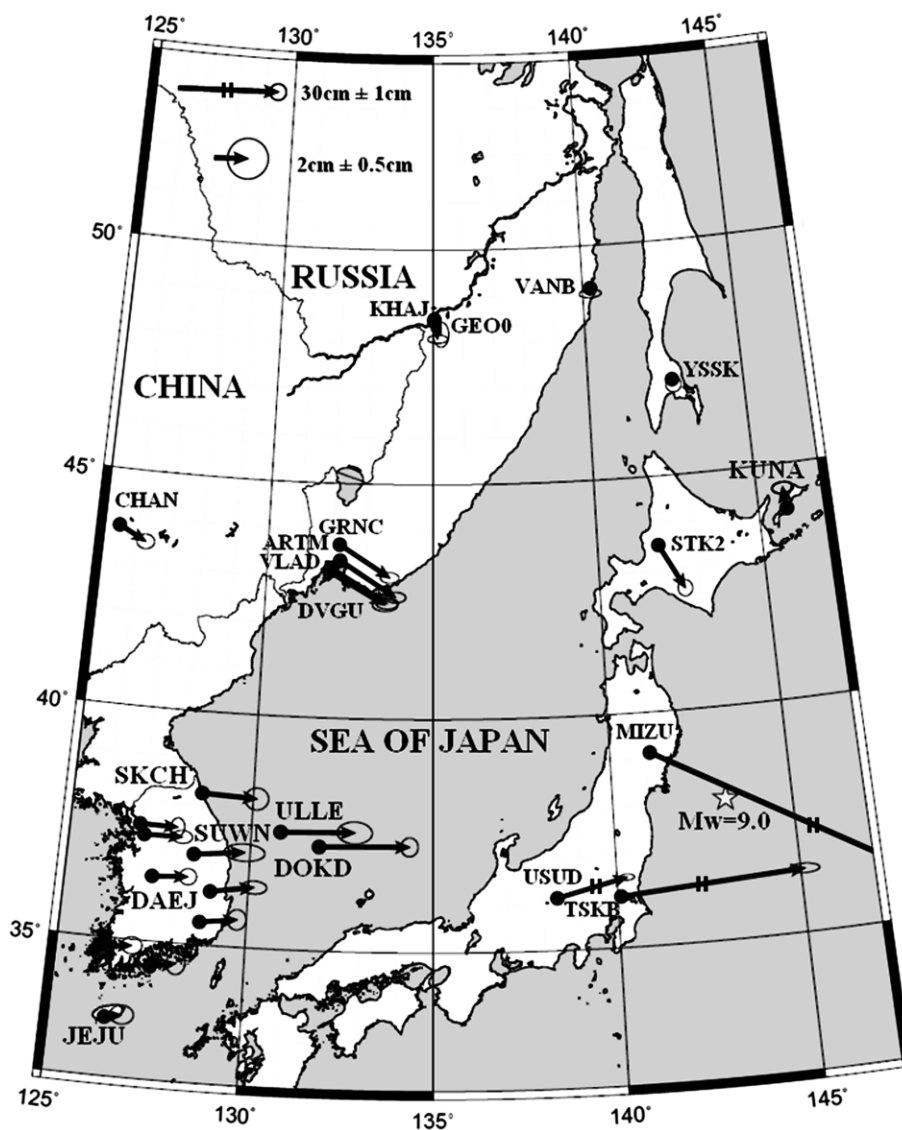 125° 130° 135° 140° 145°
30cm ± 1cm
2cm ± 0.5cm
50°
RUSSIA
VANB
KHAJ
GEO0
CHINA
YSSK
45°
KUNA
CHAN
GRNC
ARTM
STK2
VLAD
DVGU
40°
MIZU
SEA OF JAPAN
SKCH
ULLE
Mw=9.0
SUWN
DOKD
USUD
DAEJ
TSKB
35°
JEJU
125° 130° 135° 140° 145°